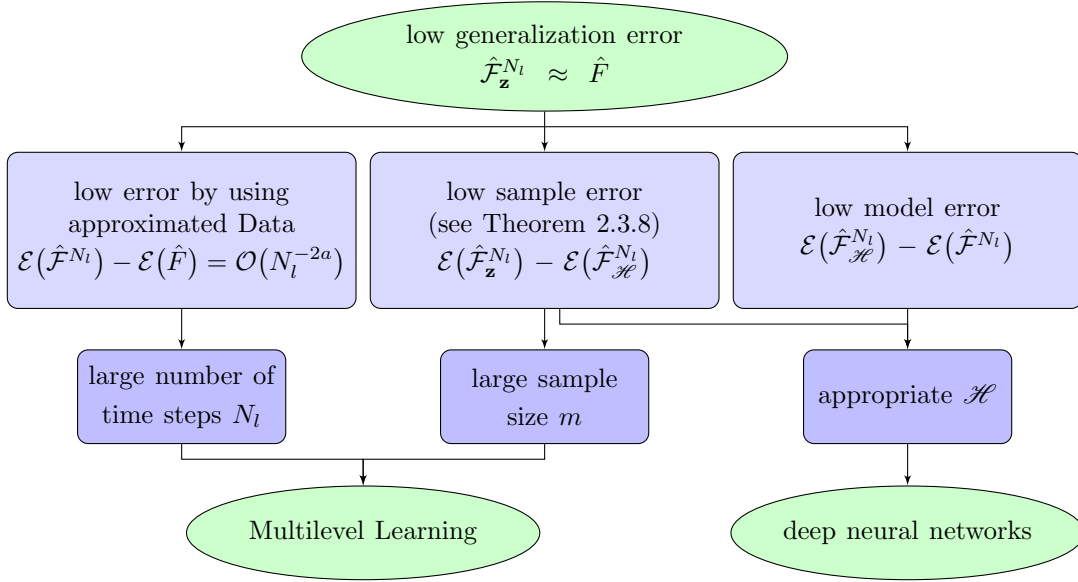 low generalization error
$\hat{\mathcal{F}}_{\mathbf{z}}^{N_l} \approx \hat{F}$
low error by using
approximated Data
$\mathcal{E}(\hat{\mathcal{F}}^{N_l}) - \mathcal{E}(\hat{F}) = \mathcal{O}(N_l^{-2a})$
low sample error
(see Theorem 2.3.8)
$\mathcal{E}(\hat{\mathcal{F}}_{\mathbf{z}}^{N_l}) - \mathcal{E}(\hat{\mathcal{F}}_{\mathscr{H}}^{N_l})$
low model error
$\mathcal{E}(\hat{\mathcal{F}}_{\mathscr{H}}^{N_l}) - \mathcal{E}(\hat{\mathcal{F}}^{N_l})$
large number of
time steps $N_l$
large sample
size $m$
appropriate $\mathscr{H}$
Multilevel Learning
deep neural networks